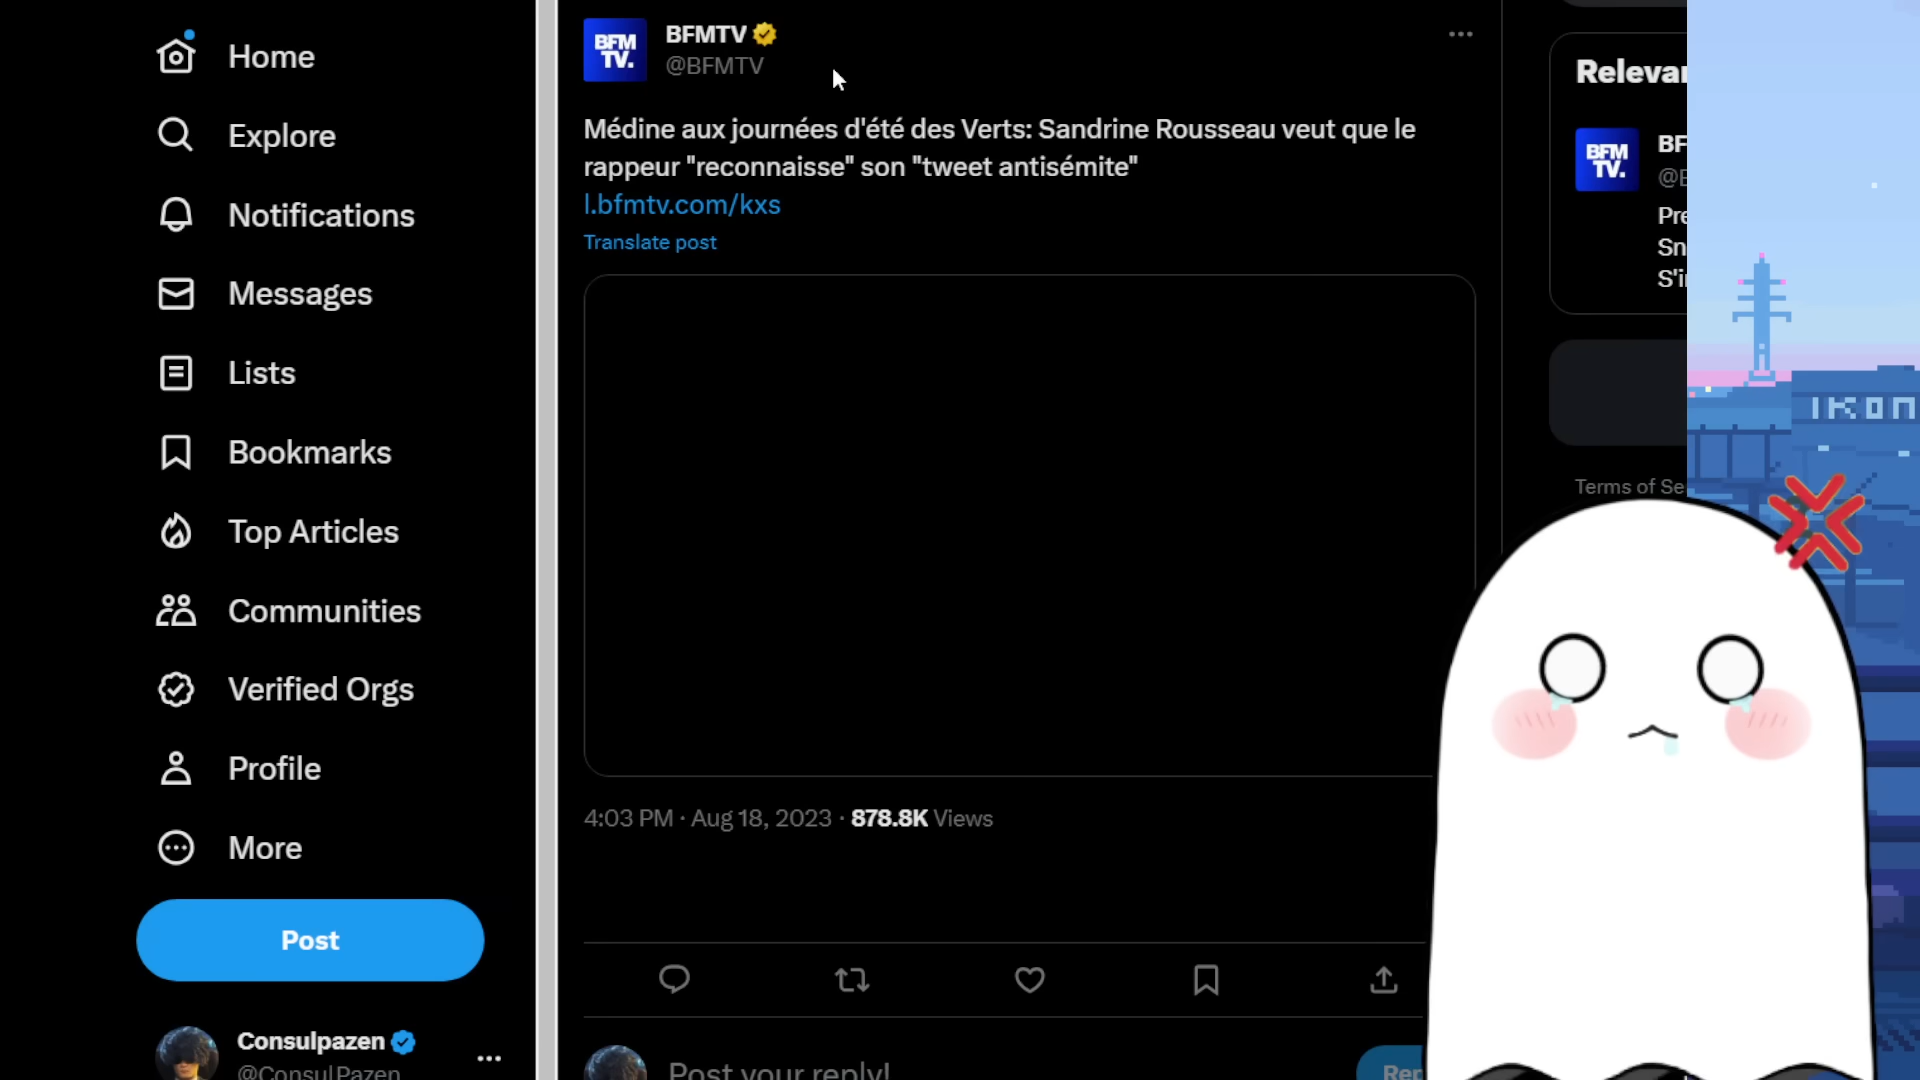 Home
Explore
Notifications
Messages
Lists
Bookmarks
Top Articles
Communities
Verified Orgs
Profile
More
Post
Consulpazen
@ConsulPazen
BFM
TV.
BFMTV
@BFMTV
Médine aux journées d'été des Verts: Sandrine Rousseau veut que le
rappeur "reconnaisse" son "tweet antisémite"
l.bfmtv.com/kxs
Translate post
4:03 PM · Aug 18, 2023 · 878.8K Views
Post your reply!
BFM
TV.
Terms of Se
IKON